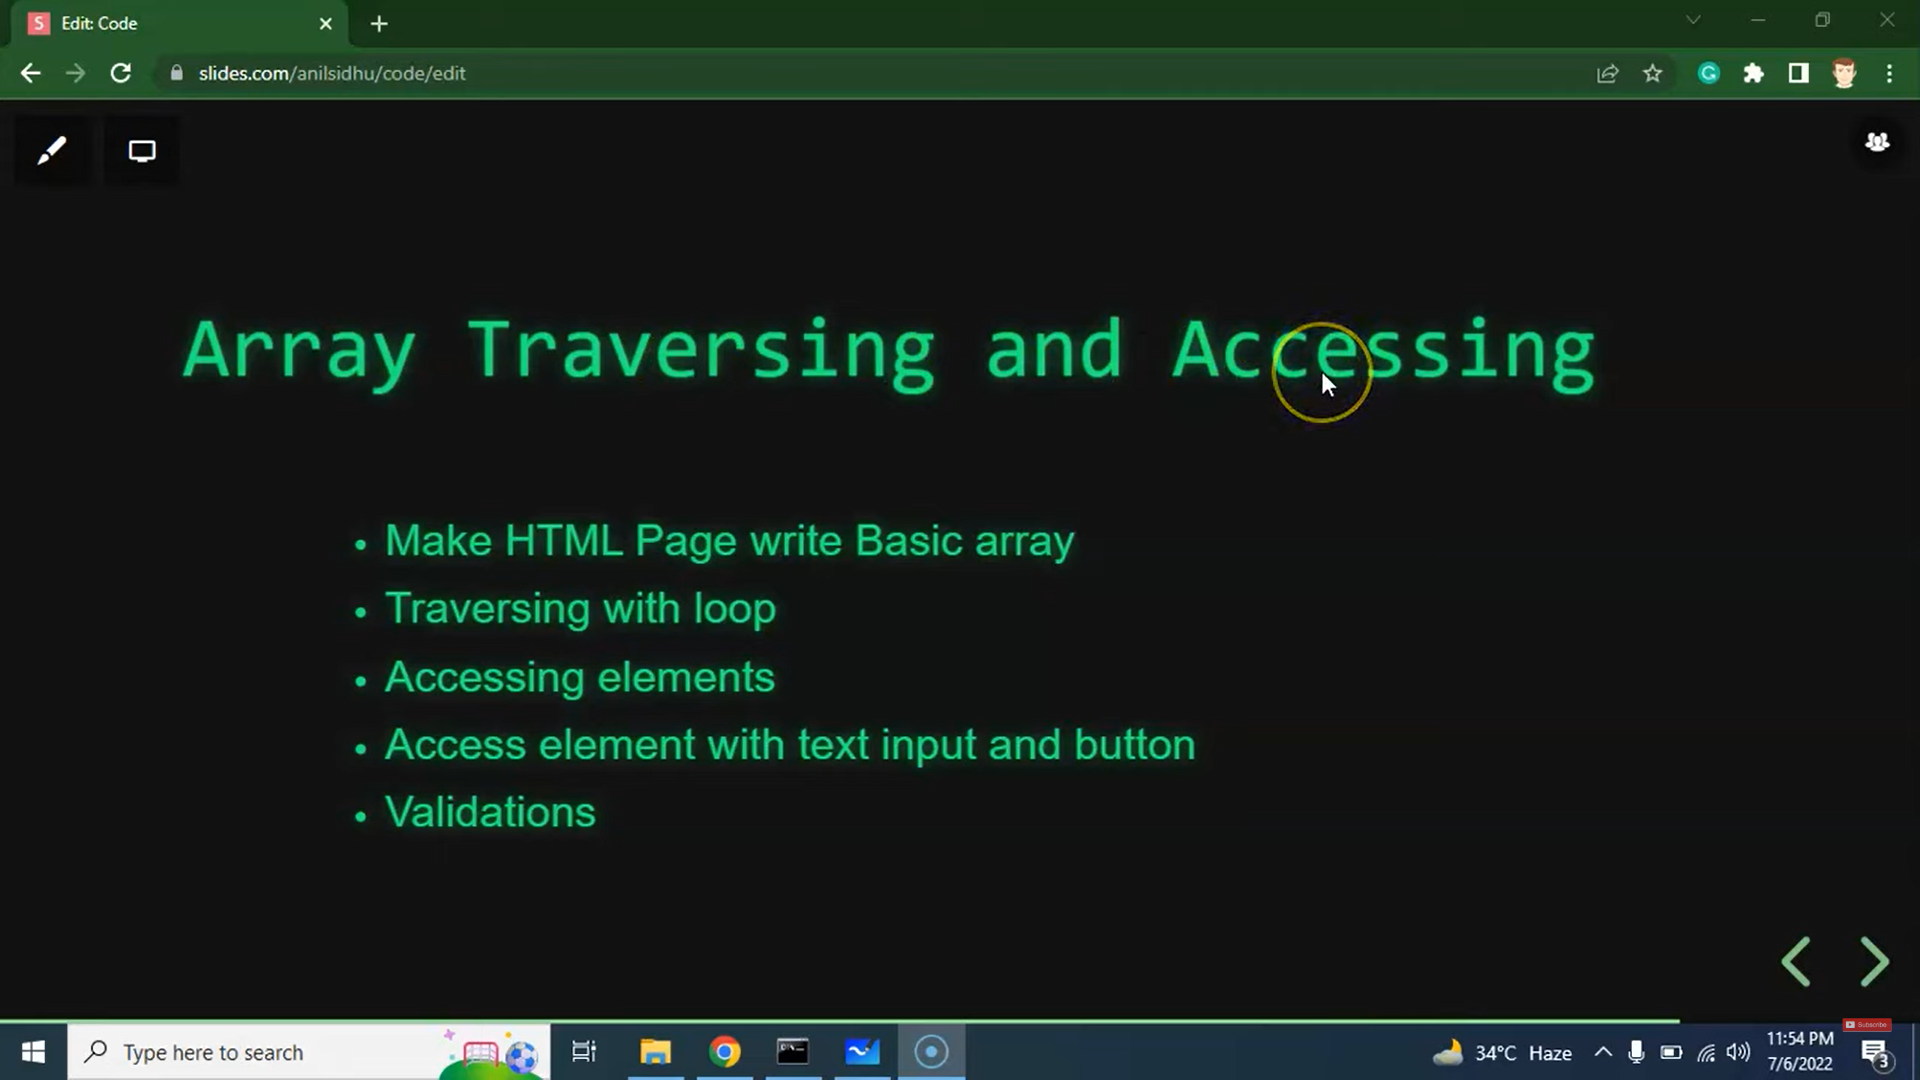 Edit: Code
slides.com/anilsidhu/code/edit
Array Traversing and Accessing
• Make HTML Page write Basic array
• Traversing with loop
• Accessing elements
• Access element with text input and button
• Validations
Subscribe
Type here to search
34°C Haze
11:54 PM
7/6/2022
3